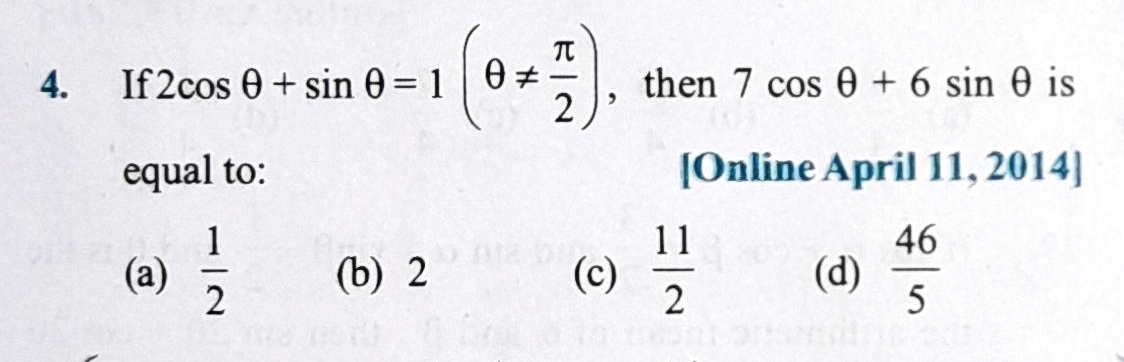 4. If 2cos θ + sin θ = 1 (θ ≠ π/2), then 7 cos θ + 6 sin θ is
equal to: [Online April 11, 2014]
(a) 1/2 (b) 2 (c) 11/2 (d) 46/5